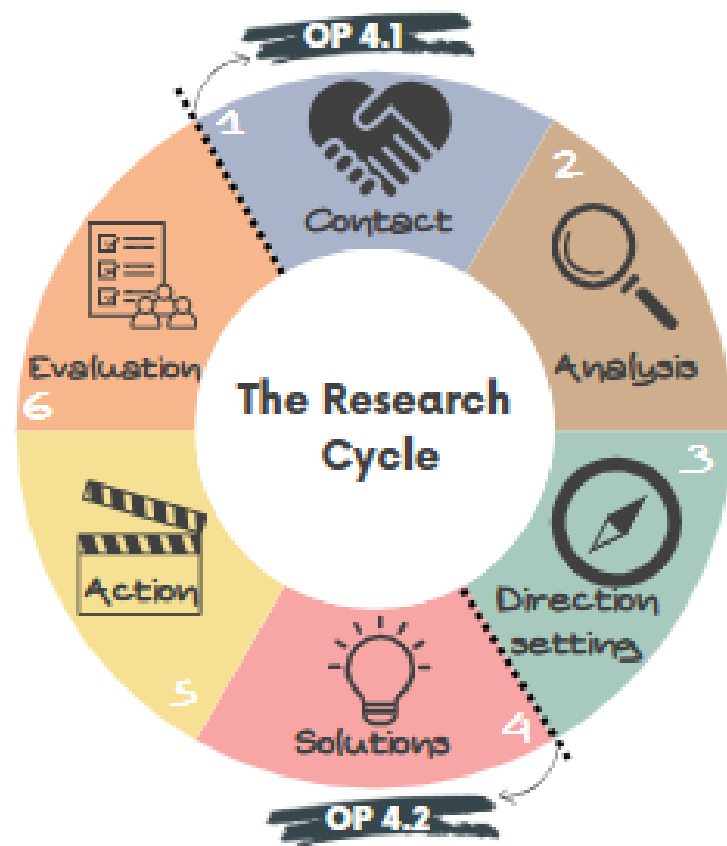 OP 4.1
1
Contact
2
Analysis
3
Direction
setting
4
Solutions
5
Action
6
Evaluation
The Research
Cycle
OP 4.2